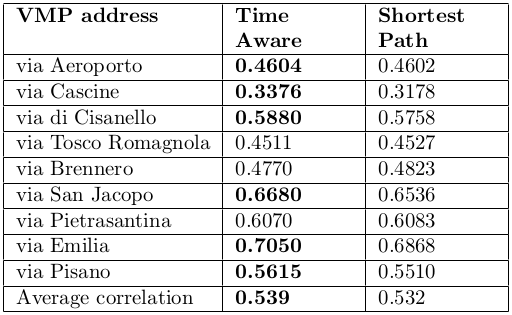 VMP address Time Aware Shortest Path
via Aeroporto 0.4604 0.4602
via Cascine 0.3376 0.3178
via di Cisanello 0.5880 0.5758
via Tosco Romagnola 0.4511 0.4527
via Brennero 0.4770 0.4823
via San Jacopo 0.6680 0.6536
via Pietrasantina 0.6070 0.6083
via Emilia 0.7050 0.6868
via Pisano 0.5615 0.5510
Average correlation 0.539 0.532